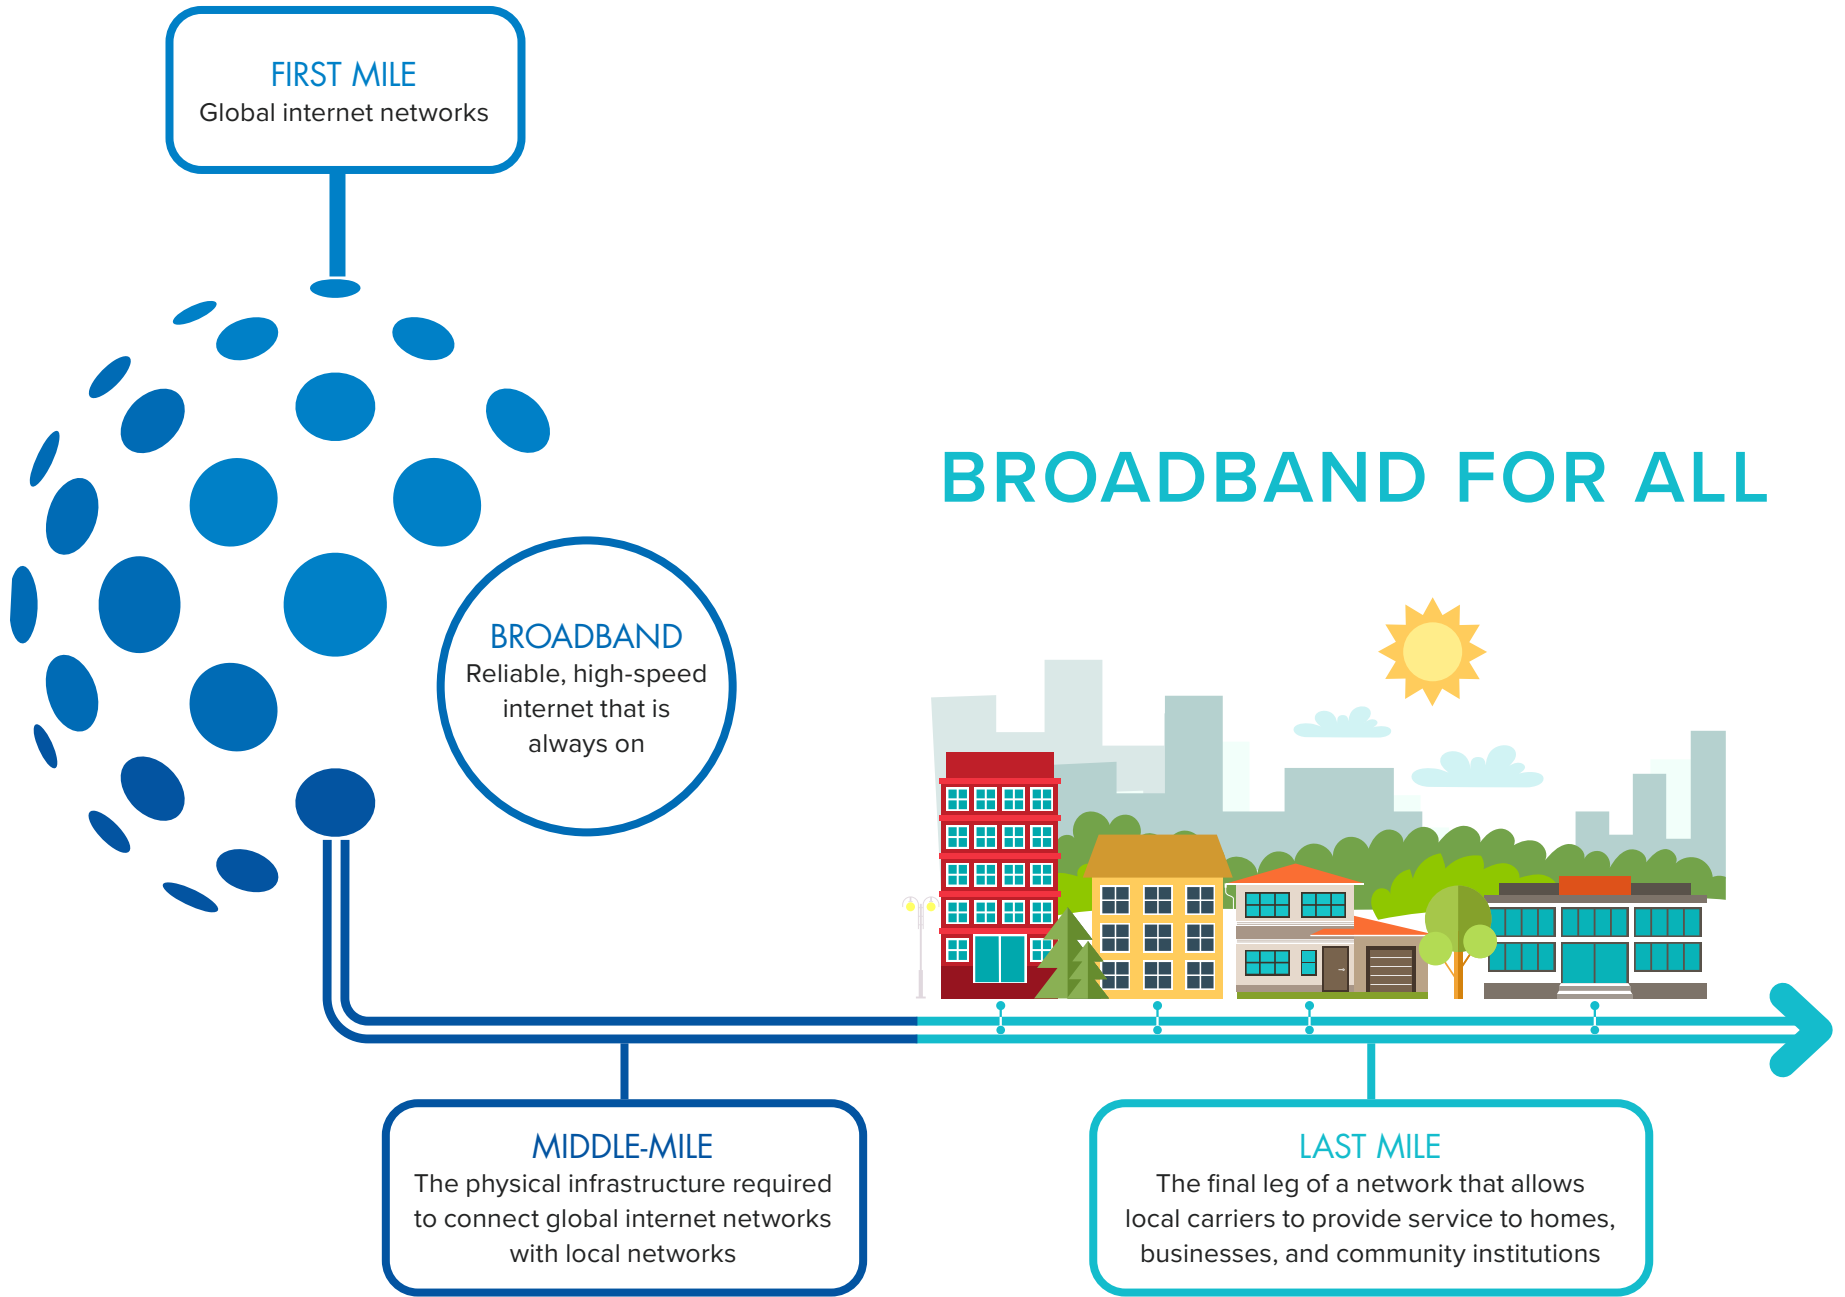 FIRST MILE
Global internet networks
BROADBAND FOR ALL
BROADBAND
Reliable, high-speed
internet that is
always on
MIDDLE-MILE
The physical infrastructure required
to connect global internet networks
with local networks
LAST MILE
The final leg of a network that allows
local carriers to provide service to homes,
businesses, and community institutions